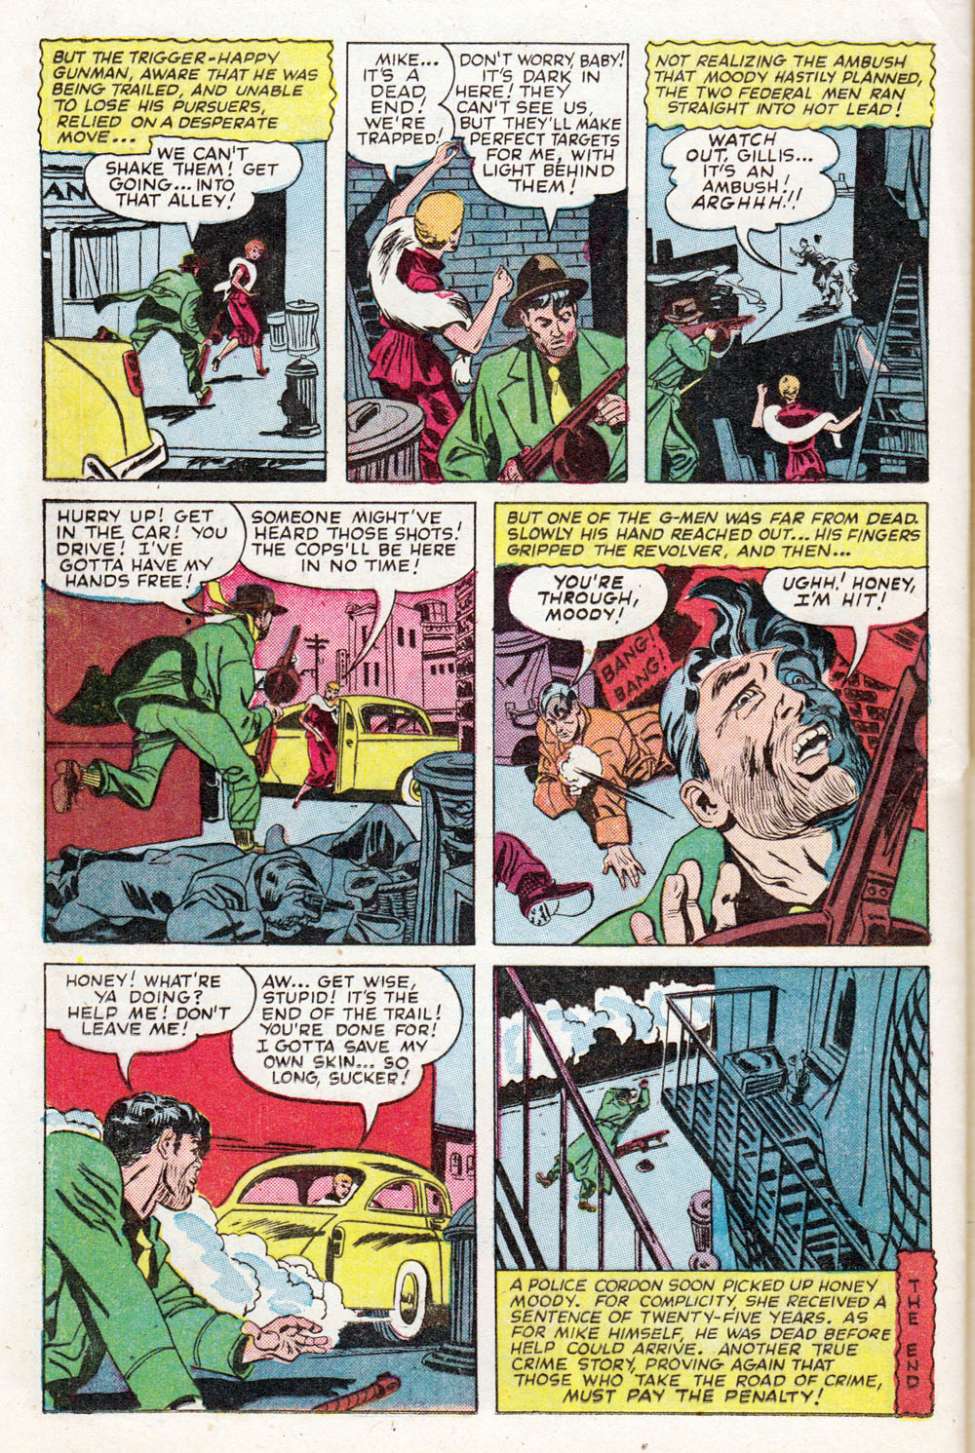 BUT THE TRIGGER-HAPPY
GUNMAN, AWARE THAT HE WAS
BEING TRAILED, AND UNABLE
TO LOSE HIS PURSUERS,
RELIED ON A DESPERATE
MOVE...
WE CAN'T
SHAKE THEM! GET
GOING...INTO
THAT ALLEY!
AN
MIKE...
IT'S A
DEAD
END!
WE'RE
TRAPPED!
DON'T WORRY, BABY!
IT'S DARK IN
HERE! THEY
CAN'T SEE US,
BUT THEY'LL MAKE
PERFECT TARGETS
FOR ME, WITH
LIGHT BEHIND
THEM!
NOT REALIZING THE AMBUSH
THAT MOODY HASTILY PLANNED,
THE TWO FEDERAL MEN RAN
STRAIGHT INTO HOT LEAD!
WATCH
OUT, GILLIS...
IT'S AN
AMBUSH!
ARGHHH!!
HURRY UP! GET
IN THE CAR! YOU
DRIVE! I'VE
GOTTA HAVE MY
HANDS FREE!
SOMEONE MIGHT'VE
HEARD THOSE SHOTS!
THE COPS'LL BE HERE
IN NO TIME!
BUT ONE OF THE G-MEN WAS FAR FROM DEAD.
SLOWLY HIS HAND REACHED OUT... HIS FINGERS
GRIPPED THE REVOLVER, AND THEN...
YOU'RE
THROUGH,
MOODY!
BANG!
BANG!
UGHH! HONEY,
I'M HIT!
HONEY! WHAT'RE
YA DOING?
HELP ME! DON'T
LEAVE ME!
AW... GET WISE,
STUPID! IT'S THE
END OF THE TRAIL!
YOU'RE DONE FOR!
I GOTTA SAVE MY
OWN SKIN... SO
LONG, SUCKER!
A POLICE CORDON SOON PICKED UP HONEY
MOODY. FOR COMPLICITY, SHE RECEIVED A
SENTENCE OF TWENTY-FIVE YEARS. AS
FOR MIKE HIMSELF, HE WAS DEAD BEFORE
HELP COULD ARRIVE. ANOTHER TRUE
CRIME STORY, PROVING AGAIN THAT
THOSE WHO TAKE THE ROAD OF CRIME,
MUST PAY THE PENALTY!
THE END